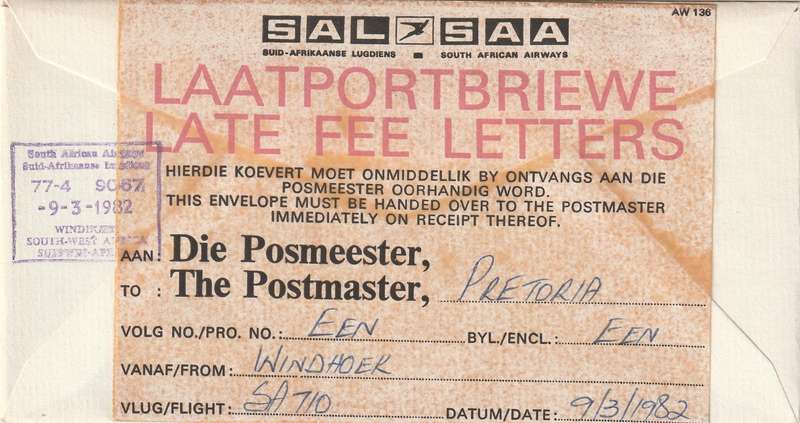 AW 136
SAL SAA
SUID-AFRIKAANSE LUGDIENS SOUTH AFRICAN AIRWAYS
LAATPORTBRIEWE
LATE FEE LETTERS
HIERDIE KOEVERT MOET ONMIDDELLIK BY ONTVANGS AAN DIE
POSMEESTER OORHANDIG WORD.
THIS ENVELOPE MUST BE HANDED OVER TO THE POSTMASTER
IMMEDIATELY ON RECEIPT THEREOF.
South African Airways
Suid-Afrikaanse Lugdiens
77-4 9067
-9-3-1982
WINDHOEK
SOUTH-WEST AFRICA
AAN: Die Posmeester,
TO : The Postmaster, PRETORIA
VOLG NO./PRO. NO.: EEN BYL./ENCL.: EEN
VANAF/FROM: WINDHOEK
VLUG/FLIGHT: SA 710 DATUM/DATE: 9/3/1982